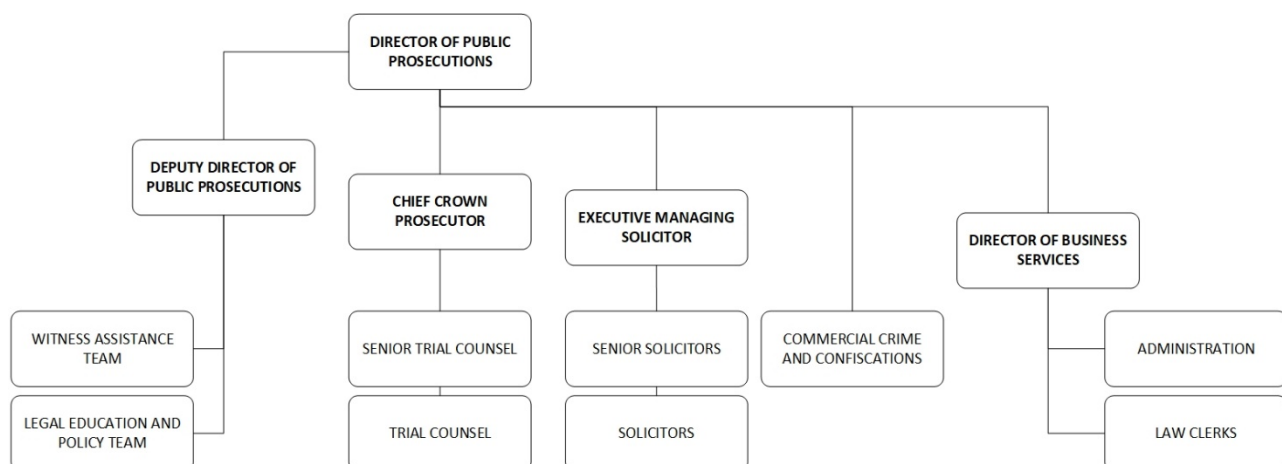 DIRECTOR OF PUBLIC
PROSECUTIONS
DEPUTY DIRECTOR OF
PUBLIC PROSECUTIONS
CHIEF CROWN
PROSECUTOR
EXECUTIVE MANAGING
SOLICITOR
DIRECTOR OF BUSINESS
SERVICES
WITNESS ASSISTANCE
TEAM
SENIOR TRIAL COUNSEL
SENIOR SOLICITORS
COMMERCIAL CRIME
AND CONFISCATIONS
ADMINISTRATION
LEGAL EDUCATION AND
POLICY TEAM
TRIAL COUNSEL
SOLICITORS
LAW CLERKS